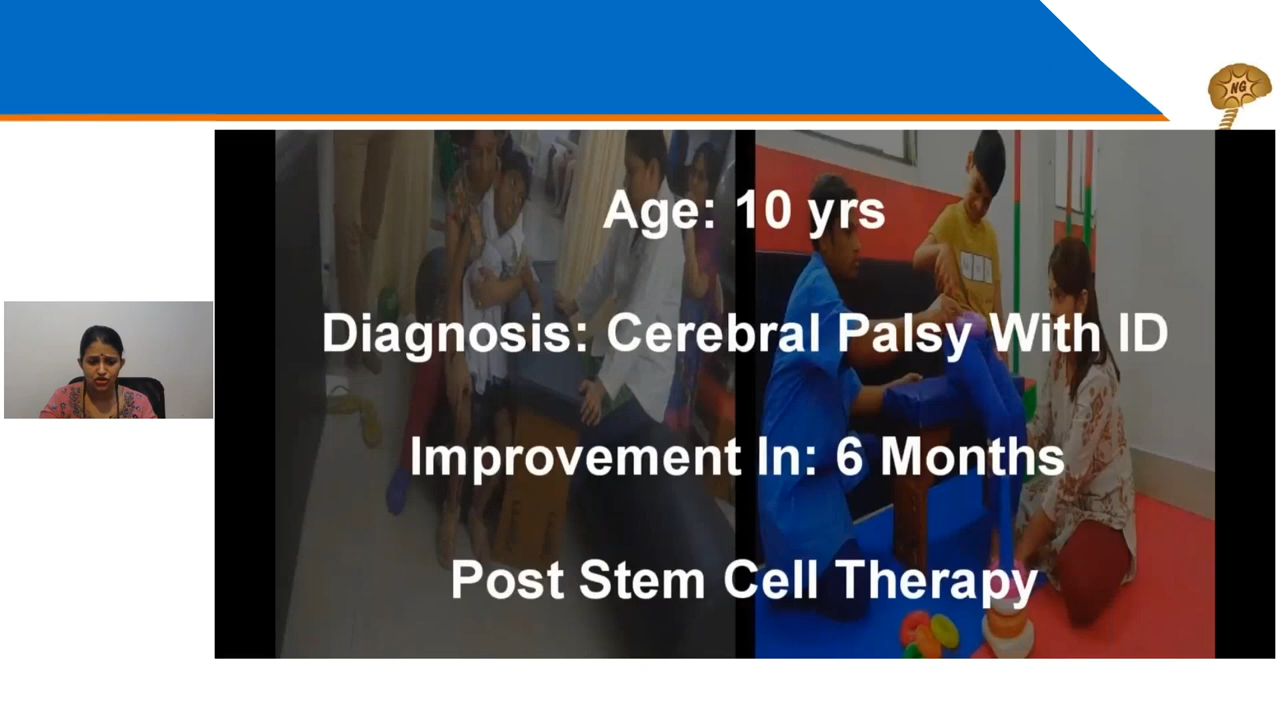 NG
Age: 10 yrs
Diagnosis: Cerebral Palsy With ID
Improvement In: 6 Months
Post Stem Cell Therapy